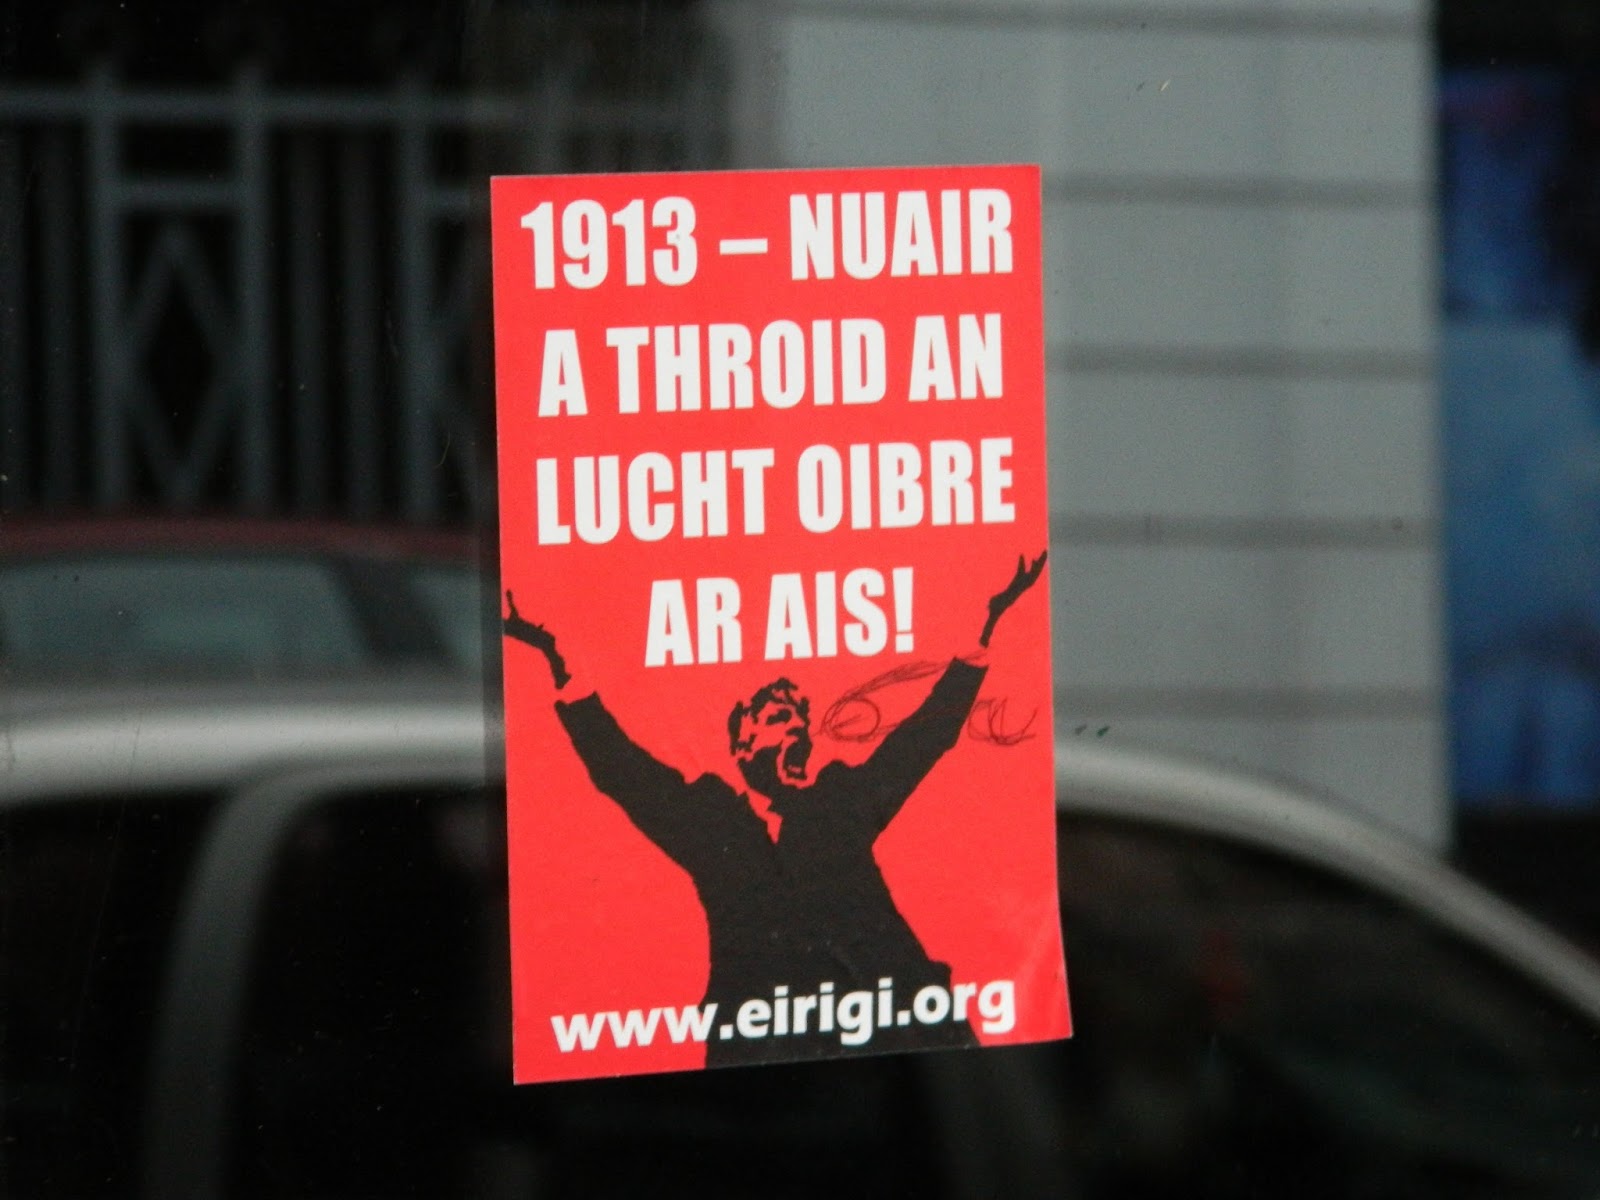 1913 – NUAIR
A THROID AN
LUCHT OIBRE
AR AIS!
www.eirigi.org